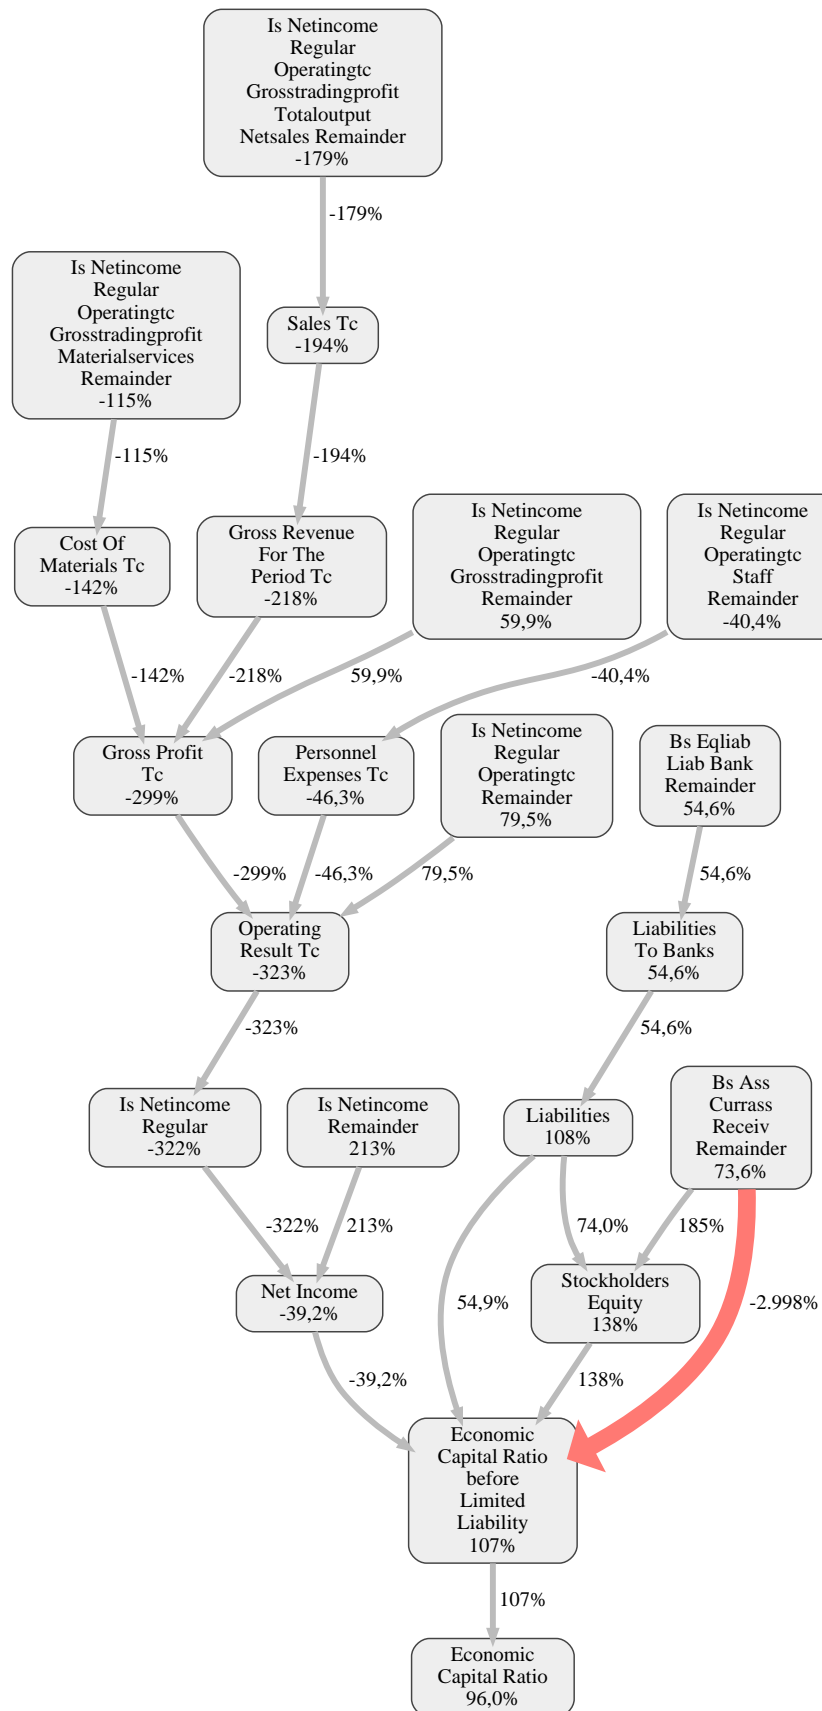 Is Netincome
Regular
Operatingtc
Grosstradingprofit
Totaloutput
Netsales Remainder
-179%
-179%
Is Netincome
Regular
Operatingtc
Grosstradingprofit
Materialservices
Remainder
-115%
Sales Tc
-194%
-115%
-194%
Cost Of
Materials Tc
-142%
Gross Revenue
For The
Period Tc
-218%
Is Netincome
Regular
Operatingtc
Grosstradingprofit
Remainder
59,9%
Is Netincome
Regular
Operatingtc
Staff
Remainder
-40,4%
-142%
-218%
59,9%
-40,4%
Gross Profit
Tc
-299%
Personnel
Expenses Tc
-46,3%
Is Netincome
Regular
Operatingtc
Remainder
79,5%
Bs Eqliab
Liab Bank
Remainder
54,6%
-299%
-46,3%
79,5%
54,6%
Operating
Result Tc
-323%
Liabilities
To Banks
54,6%
-323%
54,6%
Is Netincome
Regular
-322%
Is Netincome
Remainder
213%
Liabilities
108%
Bs Ass
Currass
Receiv
Remainder
73,6%
-322%
213%
74,0%
185%
Net Income
-39,2%
54,9%
Stockholders
Equity
138%
-2.998%
-39,2%
138%
Economic
Capital Ratio
before
Limited
Liability
107%
107%
Economic
Capital Ratio
96,0%